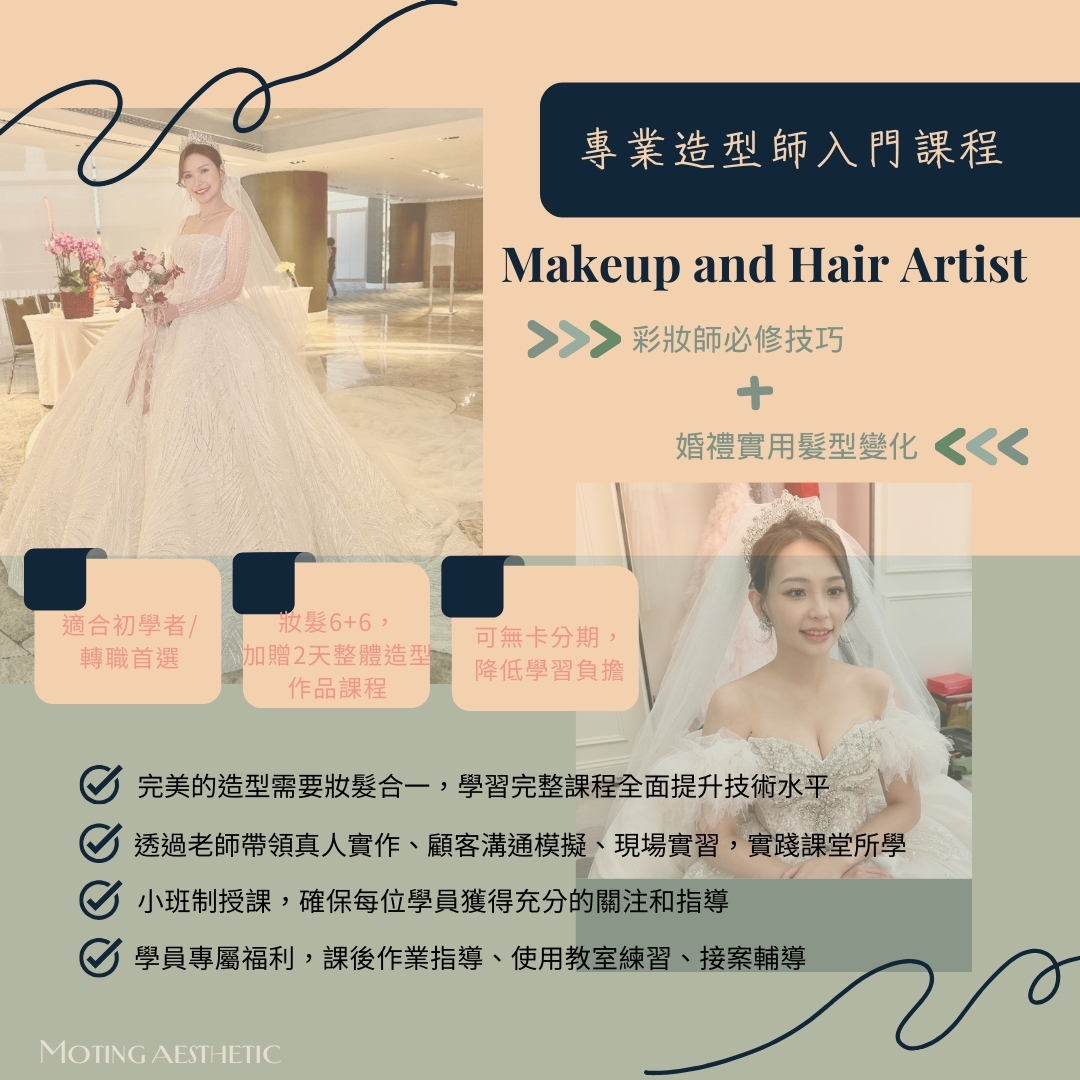 專業造型師入門課程
Makeup and Hair Artist
彩妝師必修技巧
+
婚禮實用髮型變化
適合初學者/
轉職首選
妝髮6+6，
加贈2天整體造型
作品課程
可無卡分期，
降低學習負擔
完美的造型需要妝髮合一，學習完整課程全面提升技術水平
透過老師帶領真人實作、顧客溝通模擬、現場實習，實踐課堂所學
小班制授課，確保每位學員獲得充分的關注和指導
學員專屬福利，課後作業指導、使用教室練習、接案輔導
MOTING AESTHETIC